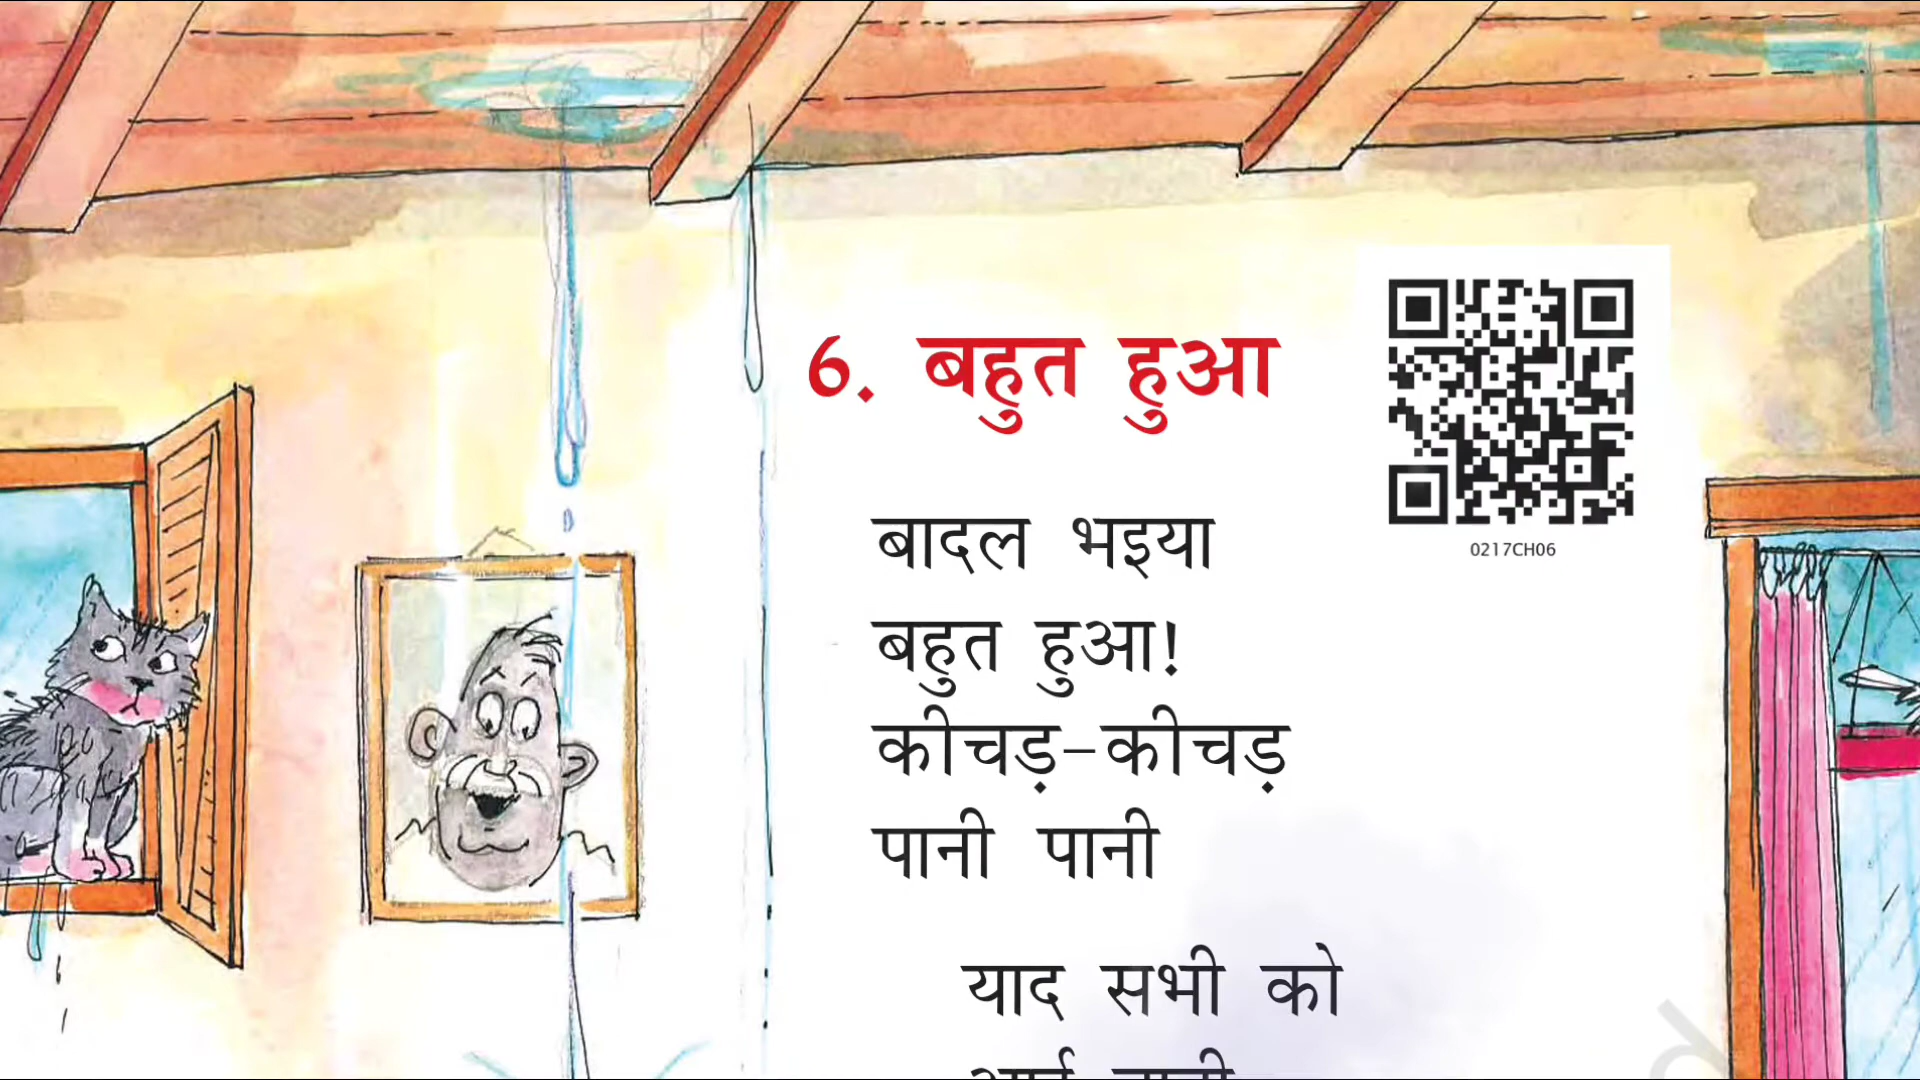 6. बहुत हुआ
0217CH06
बादल भइया
बहुत हुआ!
कीचड़-कीचड़
पानी पानी
याद सभी को